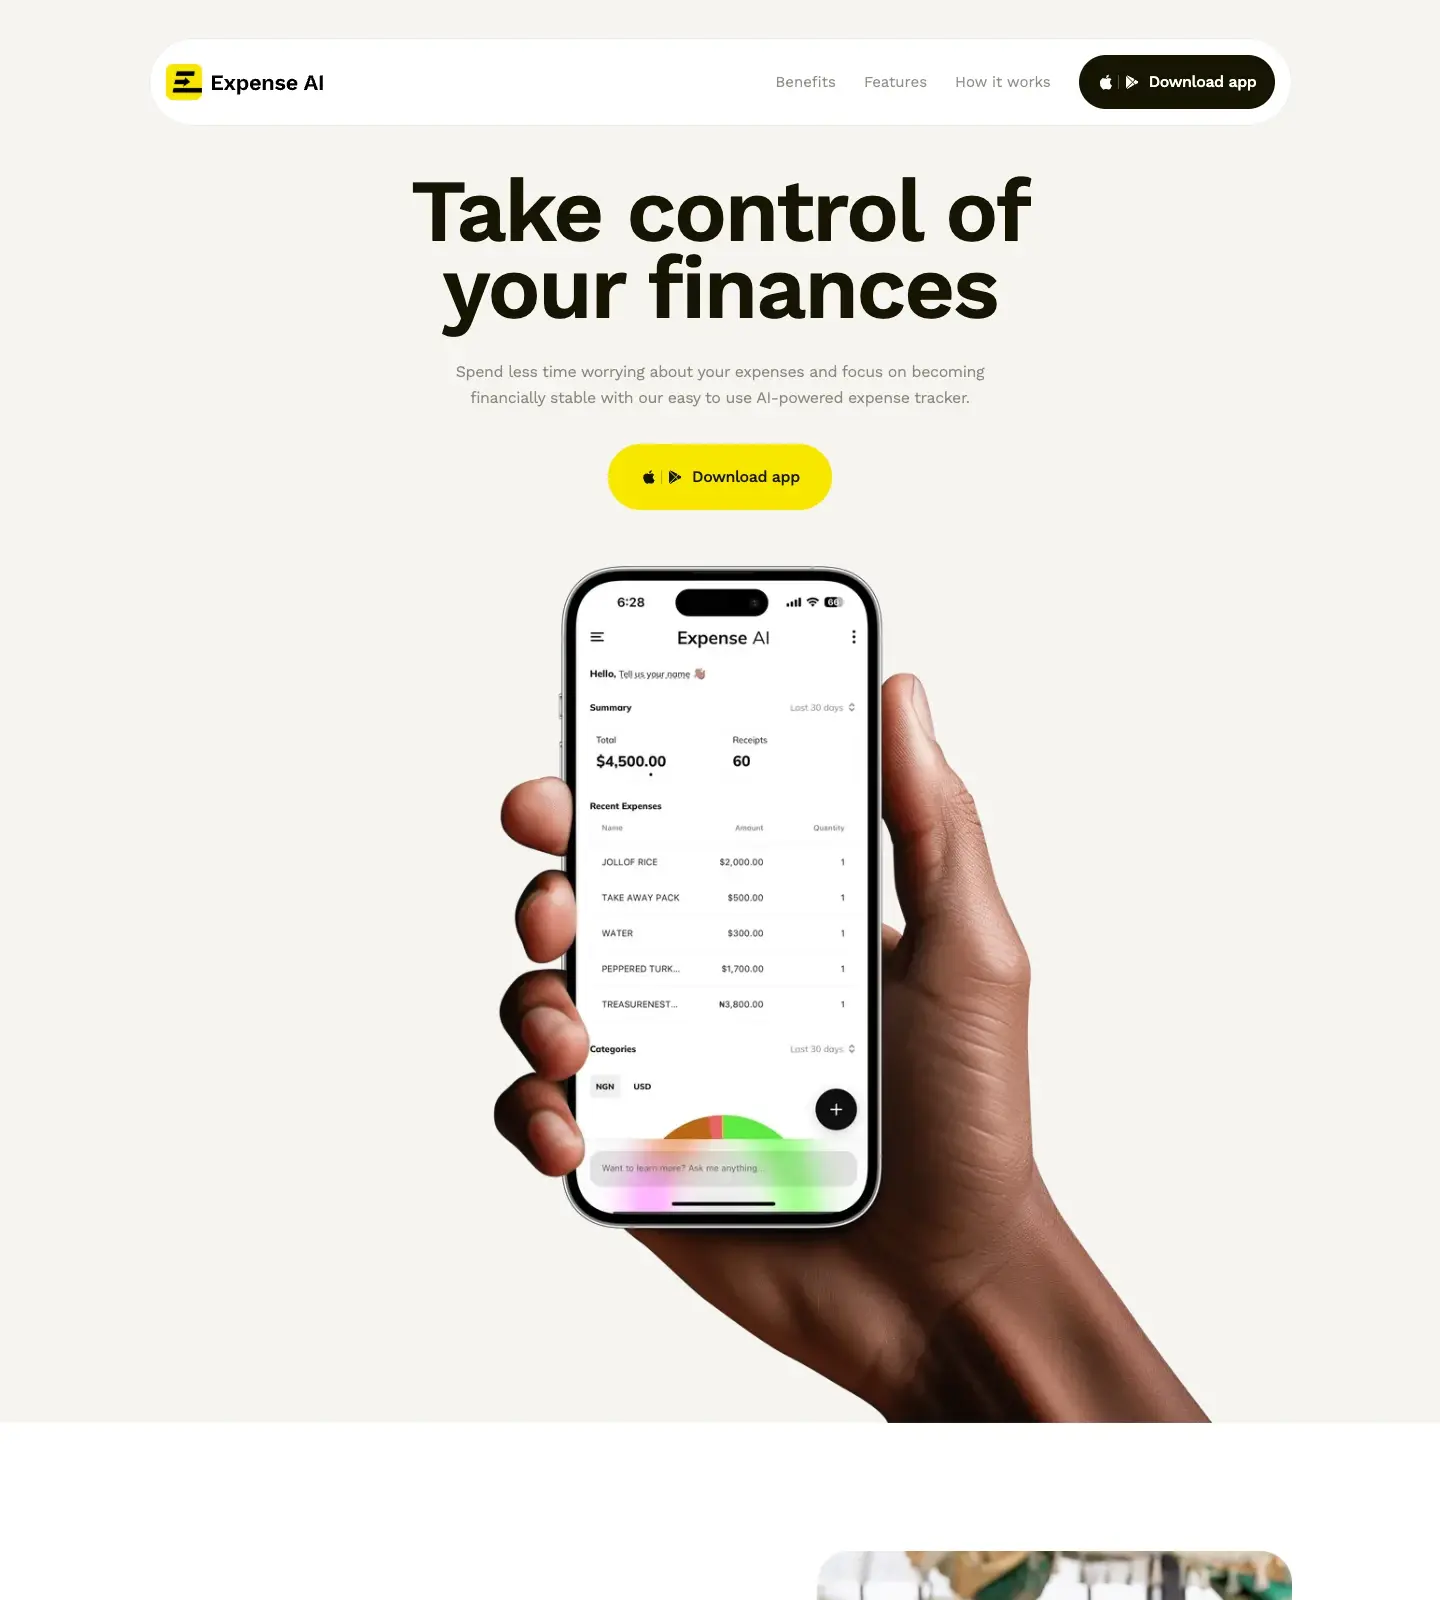 Expense AI
Benefits
Features
How it works
Download app
Take control of
your finances
Spend less time worrying about your expenses and focus on becoming
financially stable with our easy to use AI-powered expense tracker.
Download app
6:28
66
Expense AI
Hello, Tell us your name 👋🏽
Summary
Last 30 days
Total
Receipts
$4,500.00
60
Recent Expenses
Name Amount Quantity
JOLLOF RICE $2,000.00 1
TAKE AWAY PACK $500.00 1
WATER $300.00 1
PEPPERED TURK... $1,700.00 1
TREASURENEST... ₦3,800.00 1
Categories
Last 30 days
NGN USD
+
Want to learn more? Ask me anything...